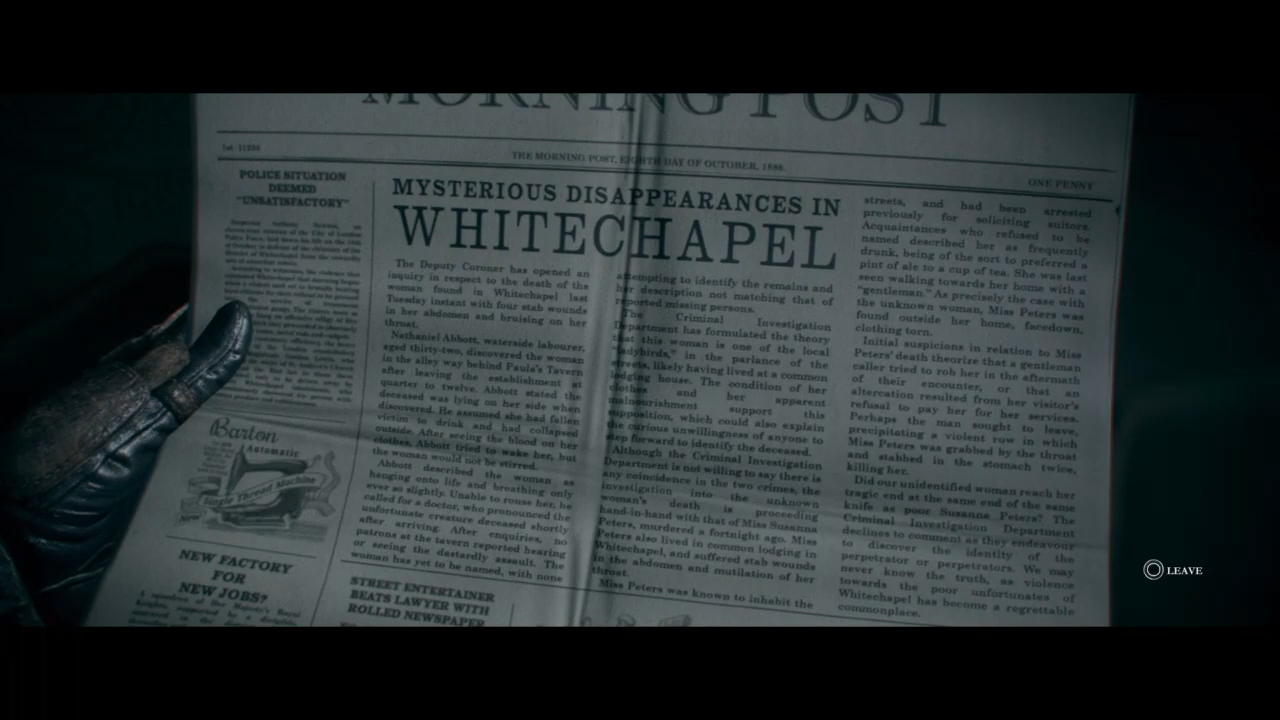 MORNING POST
THE MORNING POST, EIGHTH DAY OF OCTOBER, 1886.
ONE PENNY
POLICE SITUATION
DEEMED
"UNSATISFACTORY"
Barton
Automatic
Single Thread Machine
New
NEW FACTORY
FOR
NEW JOBS?
MYSTERIOUS DISAPPEARANCES IN
WHITECHAPEL
The Deputy Coroner has opened an
inquiry in respect to the death of the
woman found in Whitechapel last
Tuesday instant with four stab wounds
in her abdomen and bruising on her
throat.
Nathaniel Abbott, waterside labourer,
aged thirty-two, discovered the woman
in the alley way behind Paula's Tavern
after leaving the establishment at
quarter to twelve. Abbott stated the
deceased was lying on her side when
discovered. He assumed she had fallen
victim to drink and had collapsed
outside. After seeing the blood on her
clothes, Abbott tried to wake her, but
the woman would not be stirred.
Abbott described the woman as
hanging onto life and breathing only
ever so slightly. Unable to rouse her, he
called for a doctor, who pronounced the
unfortunate creature deceased shortly
after arriving. After enquiries, no
patrons at the tavern reported hearing
or seeing the dastardly assault. The
woman has yet to be named, with none
STREET ENTERTAINER
BEATS LAWYER WITH
ROLLED NEWSPAPER
attempting to identify the remains and
her description not matching that of
reported missing persons.
The Criminal Investigation
Department has formulated the theory
that this woman is one of the local
"ladybirds," in the parlance of the
streets, likely having lived at a common
lodging house. The condition of her
clothes and her apparent
malnourishment support this
supposition, which could also explain
the curious unwillingness of anyone to
step forward to identify the deceased.
Although the Criminal Investigation
Department is not willing to say there is
any coincidence in the two crimes, the
investigation into the unknown
woman's death is proceeding
hand-in-hand with that of Miss Susanna
Peters, murdered a fortnight ago. Miss
Peters also lived in common lodging in
Whitechapel, and suffered stab wounds
in the abdomen and mutilation of her
throat.
Miss Peters was known to inhabit the
streets, and had been arrested
previously for soliciting suitors.
Acquaintances who refused to be
named described her as frequently
drunk, being of the sort to preferred a
pint of ale to a cup of tea. She was last
seen walking towards her home with a
"gentleman." As precisely the case with
the unknown woman, Miss Peters was
found outside her home, facedown,
clothing torn.
Initial suspicions in relation to Miss
Peters' death theorize that a gentleman
caller tried to rob her in the aftermath
of their encounter, or that an
altercation resulted from her visitor's
refusal to pay her for her services.
Perhaps the man sought to leave,
precipitating a violent row in which
Miss Peters was grabbed by the throat
and stabbed in the stomach twice,
killing her.
Did our unidentified woman reach her
tragic end at the same end of the same
knife as poor Susanna Peters? The
Criminal Investigation Department
declines to comment as they endeavour
to discover the identity of the
perpetrator or perpetrators. We may
never know the truth, as violence
towards the poor unfortunates of
Whitechapel has become a regrettable
commonplace.
LEAVE